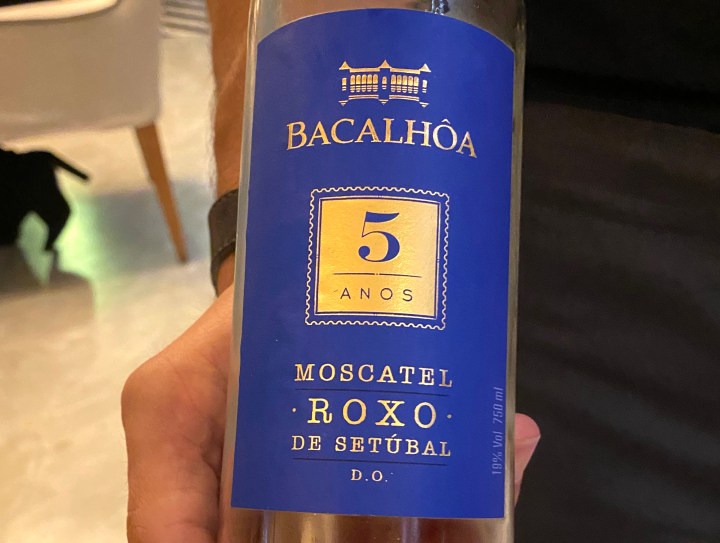 BACALHÔA
5
ANOS
MOSCATEL
· ROXO ·
DE SETÚBAL
D.O.
19% Vol 750 ml